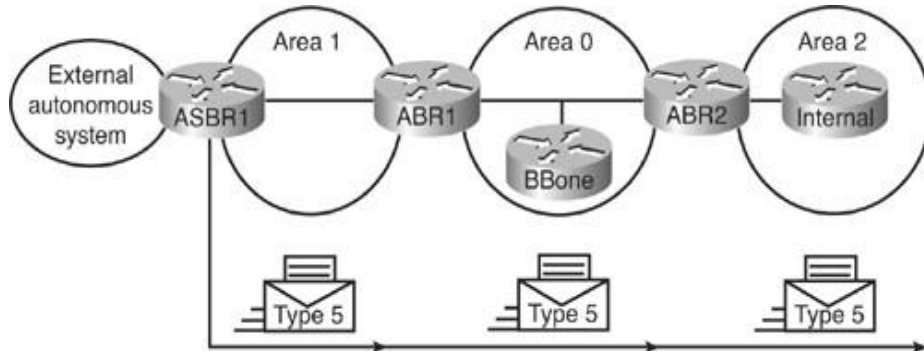 Area 1
Area 0
Area 2
External
autonomous
system
ASBR1
ABR1
ABR2
Internal
BBone
Type 5
Type 5
Type 5